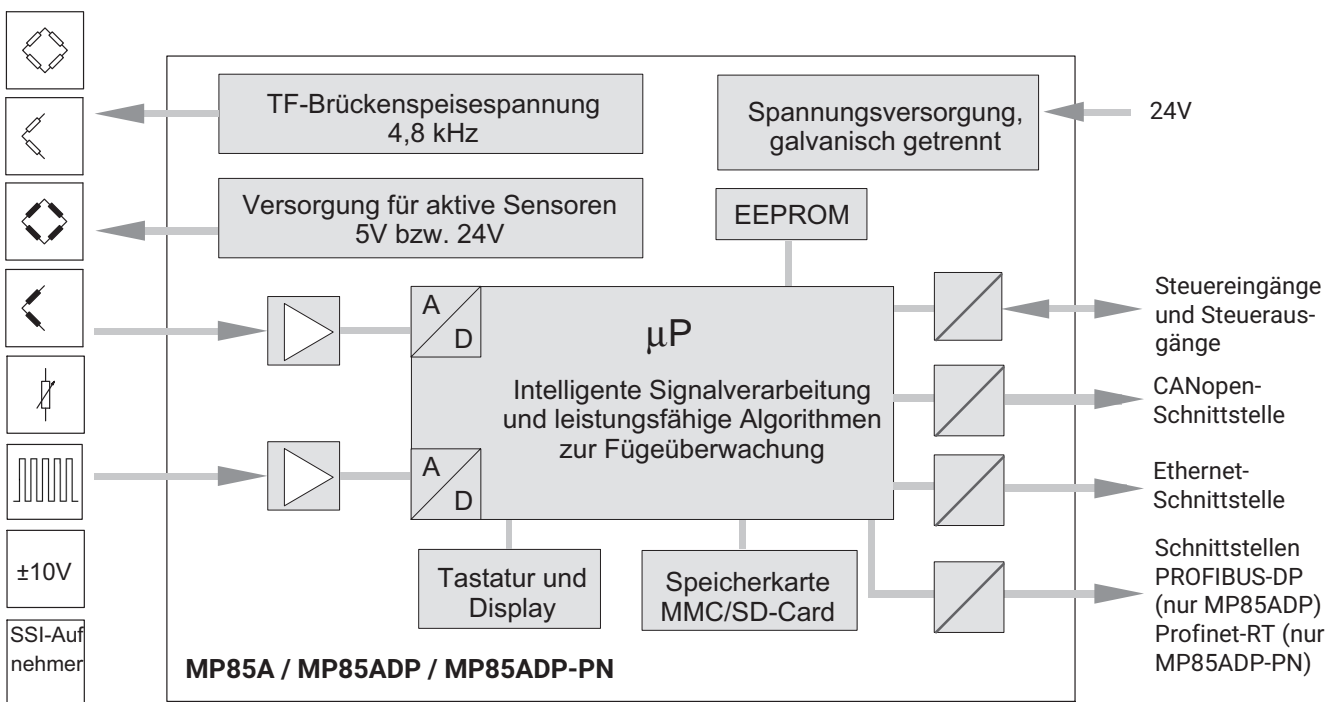 TF-Brückenspeisespannung
4,8 kHz
Spannungsversorgung,
galvanisch getrennt
24V
Versorgung für aktive Sensoren
5V bzw. 24V
EEPROM
A
D
µP
Intelligente Signalverarbeitung
und leistungsfähige Algorithmen
zur Fügeüberwachung
A
D
Steuereingänge
und Steueraus-
gänge
CANopen-
Schnittstelle
Ethernet-
Schnittstelle
Schnittstellen
PROFIBUS-DP
(nur MP85ADP)
Profinet-RT (nur
MP85ADP-PN)
Tastatur und
Display
Speicherkarte
MMC/SD-Card
±10V
SSI-Auf
nehmer
MP85A / MP85ADP / MP85ADP-PN